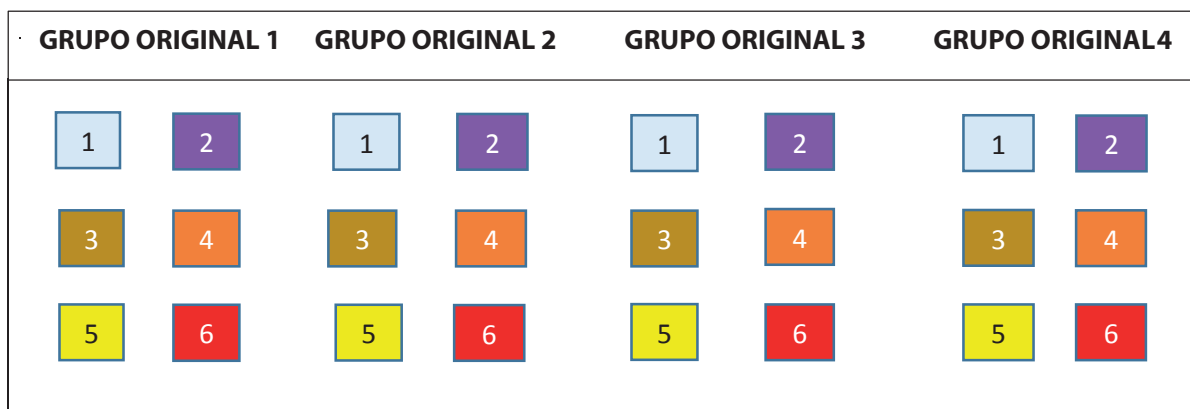 GRUPO ORIGINAL 1 GRUPO ORIGINAL 2 GRUPO ORIGINAL 3 GRUPO ORIGINAL4
1 2 1 2 1 2 1 2
3 4 3 4 3 4 3 4
5 6 5 6 5 6 5 6